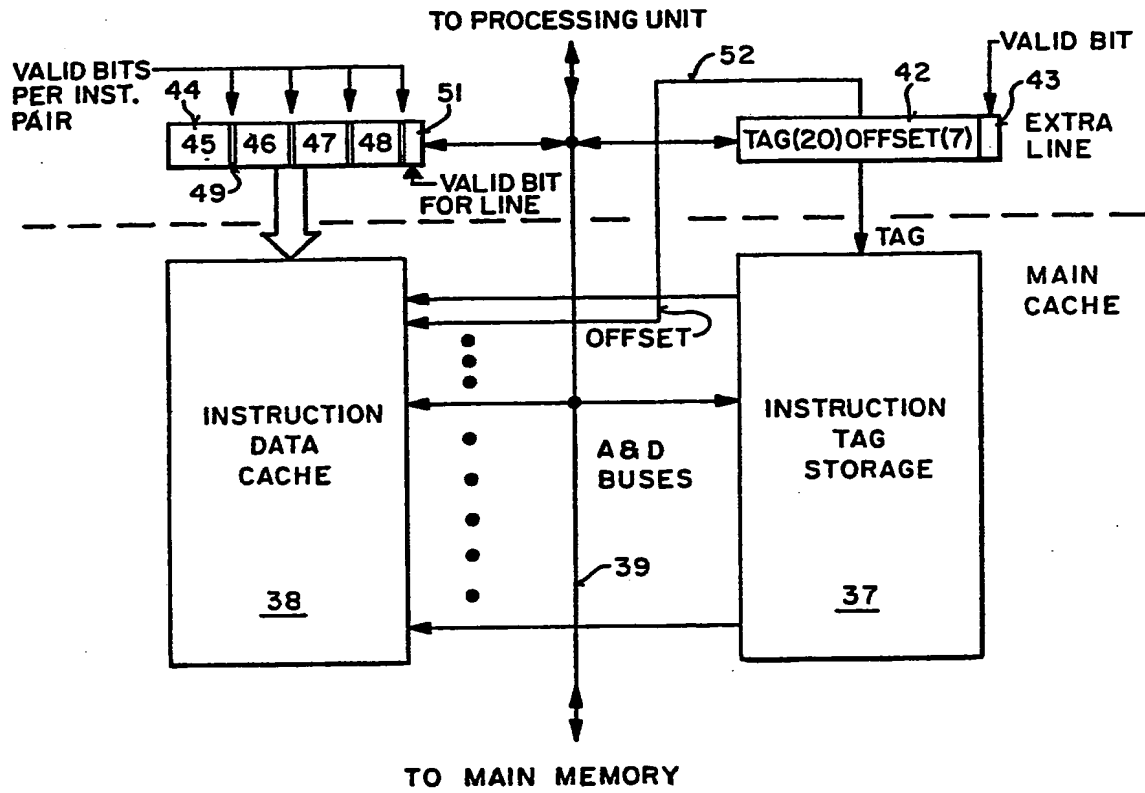 TO PROCESSING UNIT
VALID BITS
PER INST.
PAIR
44
45
46
47
48
49
51
VALID BIT
FOR LINE
52
42
VALID BIT
43
TAG(20)OFFSET(7)
EXTRA
LINE
TAG
MAIN
CACHE
OFFSET
INSTRUCTION
DATA
CACHE
38
A & D
BUSES
39
INSTRUCTION
TAG
STORAGE
37
TO MAIN MEMORY